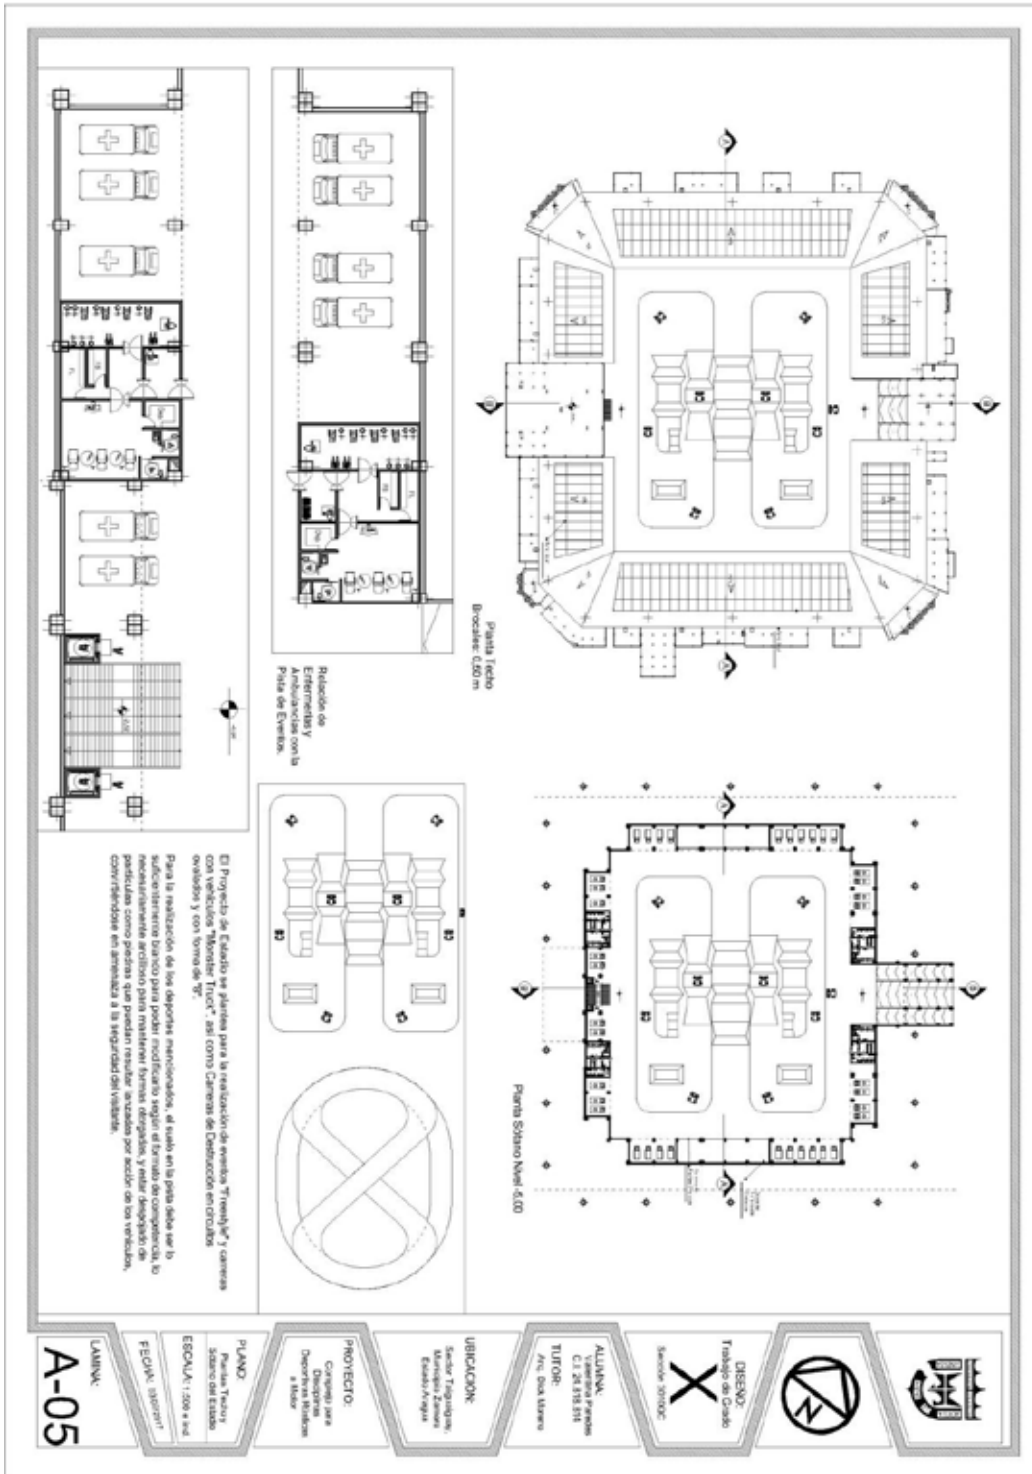 Planta Techo
Brocales: 0,60 m
Planta Sótano Nivel -5.00
Relación de
Enfermerías y
Ambulancias con la
Pista de Eventos.
El Proyecto de Estadio se plantea para la realización de eventos "Freestyle" y carreras
con vehículos "Monster Truck", así como Carreras de Destrucción en circuitos
ovalados y con forma de "8".
Para la realización de los deportes mencionados, el suelo en la pista debe ser lo
suficientemente blando para poder modificarlo según el formato de competencia, lo
necesariamente arcilloso para mantener formas otorgadas, y estar despojado de
partículas como piedras que puedan resultar lanzadas por acción de los vehículos,
convirtiéndose en amenaza a la seguridad del visitante.
N
DISEÑO:
Trabajo de Grado
X
Sección
ALUMNA:
Valentina Paredes
C.I:
TUTOR:
Arq. Dick Moreno
UBICACIÓN:
Sector
Municipio Zamora
Estado Aragua
PROYECTO:
Complejo para
Disciplinas
Deportivas Rústicas
a Motor
PLANO:
Plantas Techo y
Sótano del Estadio
ESCALA: 1:500 e ind.
FECHA:
LAMINA:
A-05